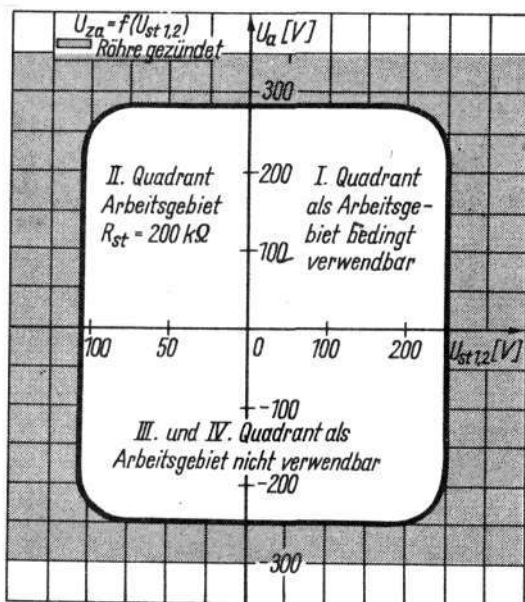 U_za = f(U_st 1,2)
Röhre gezündet
U_a [V]
300
II. Quadrant
Arbeitsgebiet
R_st = 200 kΩ
200
I. Quadrant
als Arbeitsge-
biet bedingt
verwendbar
100
100
50
0
100
200
U_st 1,2 [V]
-100
III. und IV. Quadrant als
Arbeitsgebiet nicht verwendbar
-200
-300